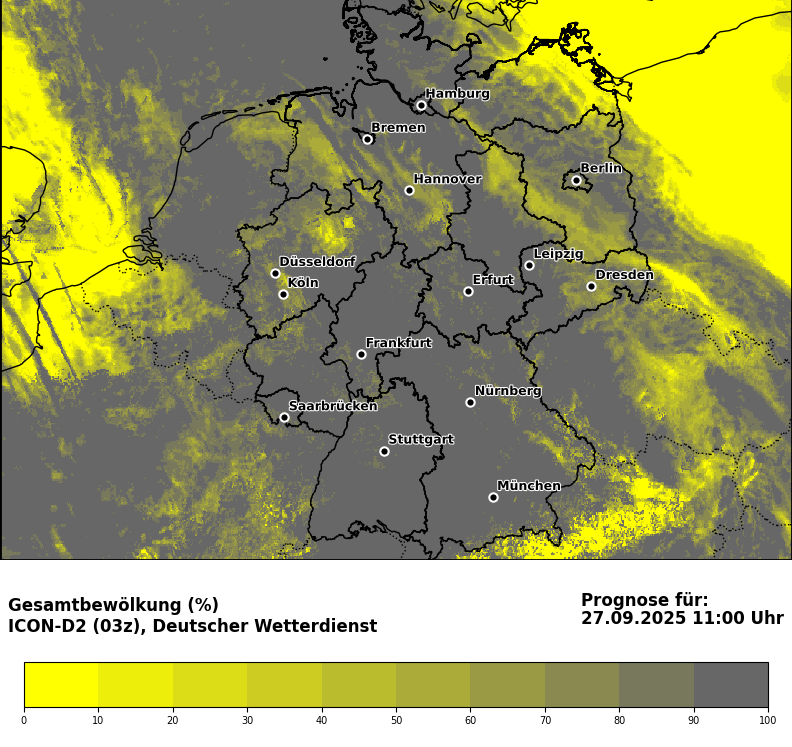 Hamburg
Bremen
Berlin
Hannover
Leipzig
Düsseldorf
Dresden
Köln
Erfurt
Frankfurt
Nürnberg
Saarbrücken
Stuttgart
München
Gesamtbewölkung (%)
ICON-D2 (03z), Deutscher Wetterdienst
Prognose für:
27.09.2025 11:00 Uhr
0 10 20 30 40 50 60 70 80 90 100